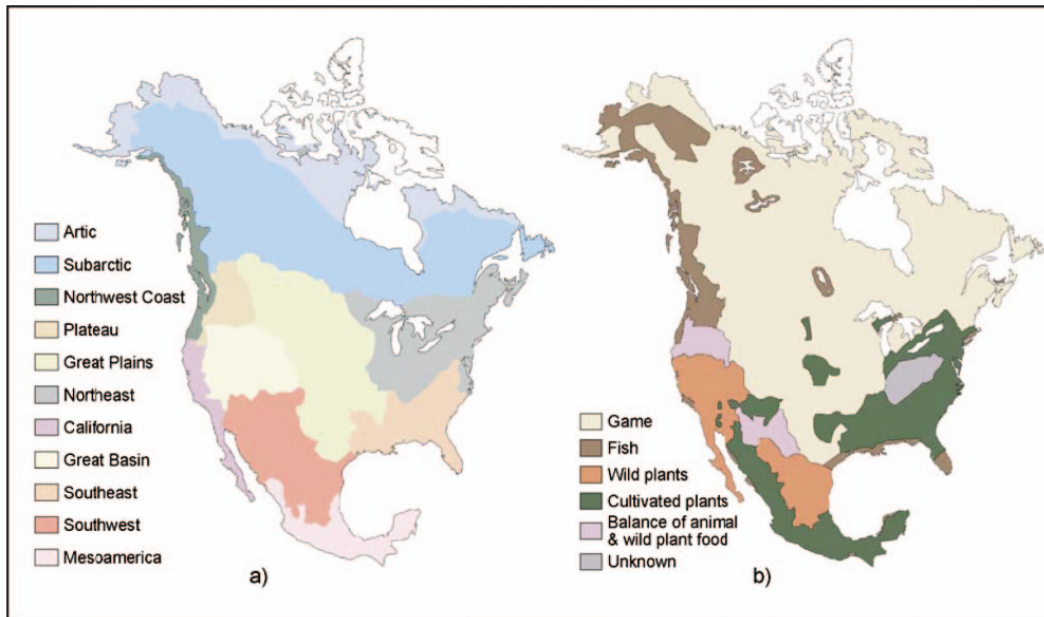 Artic
Subarctic
Northwest Coast
Plateau
Great Plains
Northeast
California
Great Basin
Southeast
Southwest
Mesoamerica
a)
Game
Fish
Wild plants
Cultivated plants
Balance of animal
& wild plant food
Unknown
b)